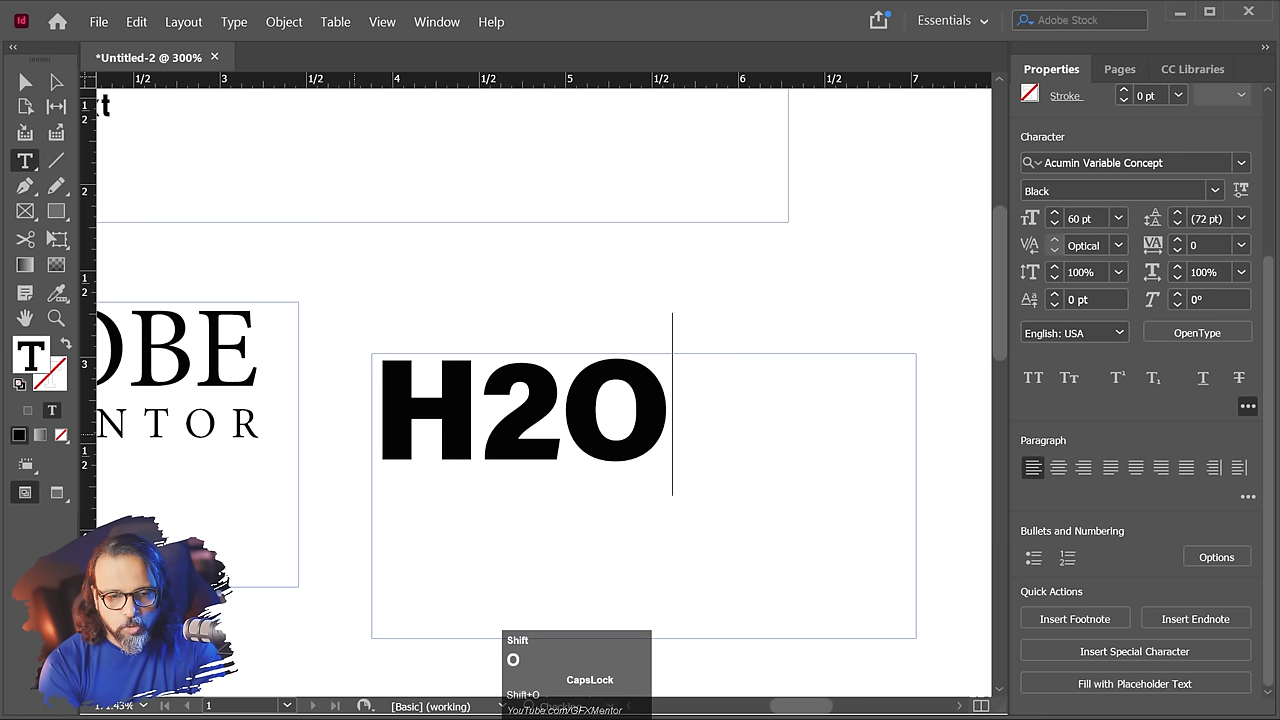 File Edit Layout Type Object Table View Window Help
Essentials
Adobe Stock
*Untitled-2 @ 300%
1/2 3 1/2 4 1/2 5 1/2 6 1/2 7
Properties Pages CC Libraries
Stroke
0 pt
Character
Acumin Variable Concept
Black
60 pt
(72 pt)
Optical
0
100%
100%
0 pt
0°
English: USA
OpenType
Paragraph
Bullets and Numbering
Options
Quick Actions
Insert Footnote
Insert Endnote
Insert Special Character
Fill with Placeholder Text
xt
OBE
NTOR
H2O
Shift
O
CapsLock
Shift+O
YouTube.com/GFXMentor
1
[Basic] (working)